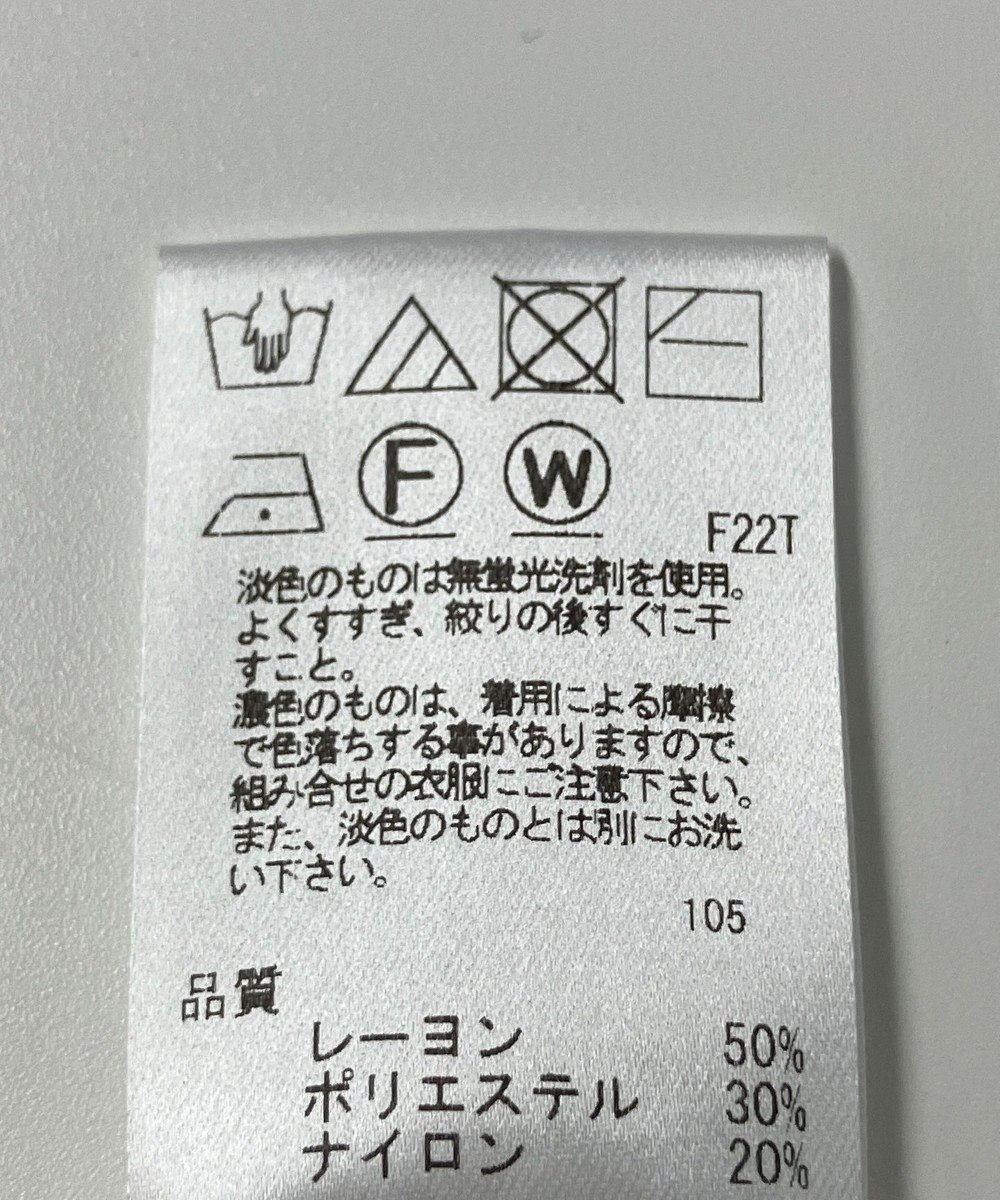 F
W
F22T
淡色のものは無蛍光洗剤を使用。
よくすすぎ、絞りの後すぐに干
すこと。
濃色のものは、着用による摩擦
で色落ちする事がありますので、
組み合せの衣服にご注意下さい。
また、淡色のものとは別にお洗
い下さい。
105
品質
レーヨン 50%
ポリエステル 30%
ナイロン 20%